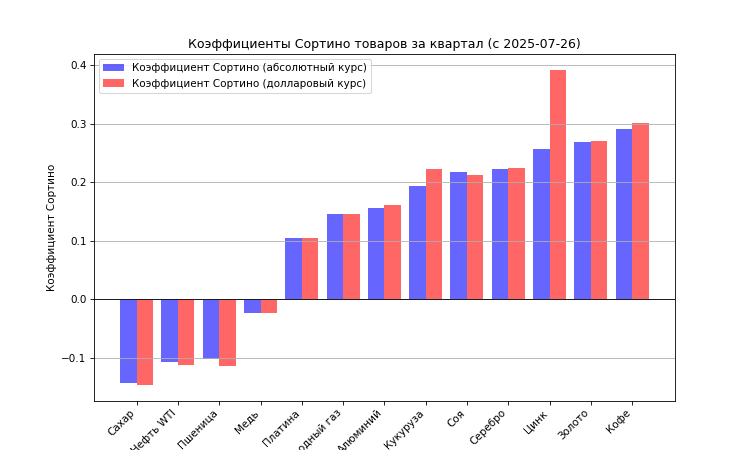 Коэффициенты Сортино товаров за квартал (с 2025-07-26)
Коэффициент Сортино (абсолютный курс)
Коэффициент Сортино (долларовый курс)
Коэффициент Сортино
0.4
0.3
0.2
0.1
0.0
−0.1
Сахар
Нефть WTI
Пшеница
Медь
Платина
одный газ
Алюминий
Кукуруза
Соя
Серебро
Цинк
Золото
Кофе